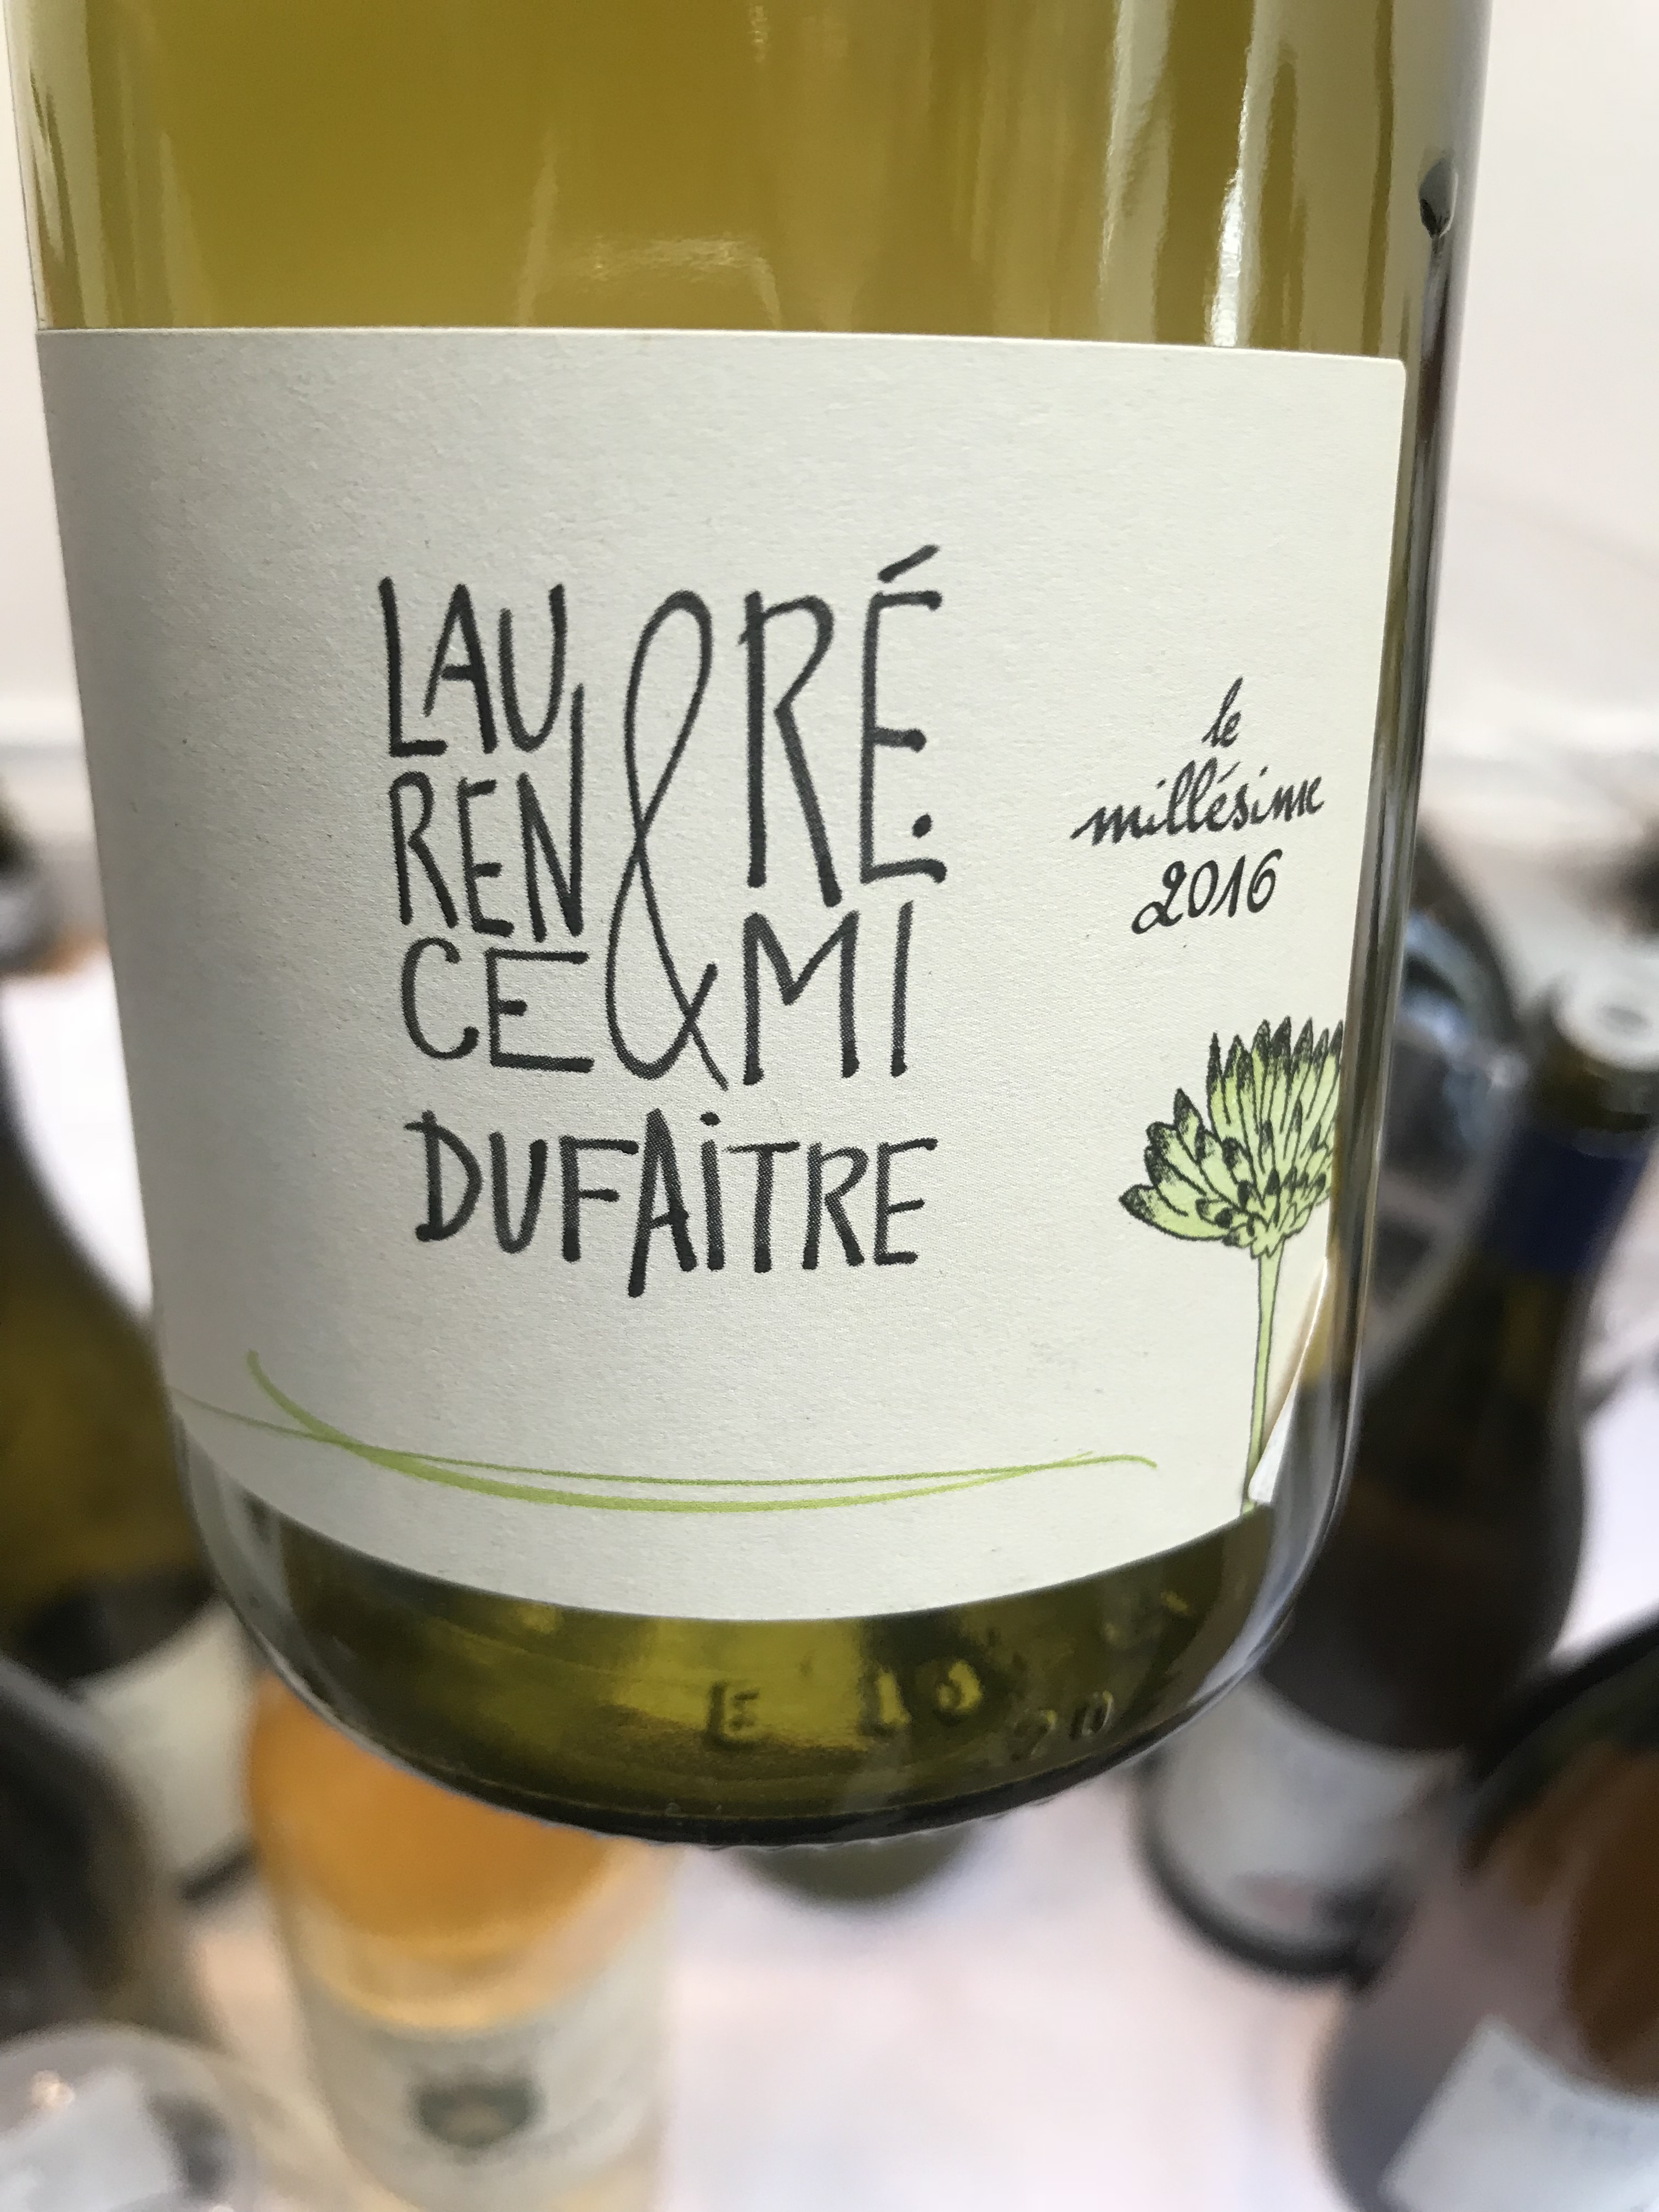 LAU
REN
CE
&
RÉ
MI
DUFAiTRE
le
millésime
2016